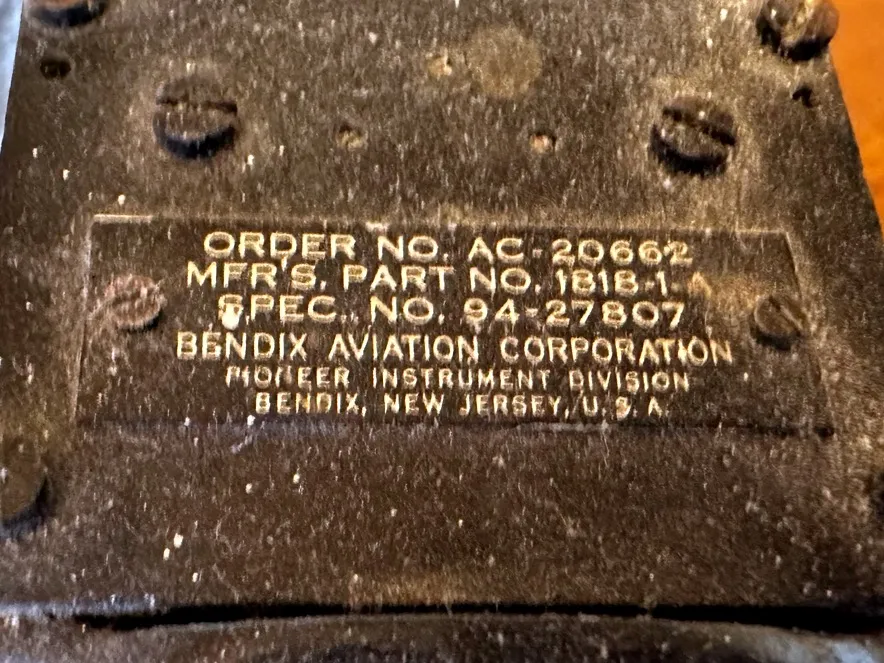 ORDER NO. AC-20662
MFR'S. PART NO. 1818-1-A
SPEC. NO. 94-27807
BENDIX AVIATION CORPORATION
PIONEER INSTRUMENT DIVISION
BENDIX, NEW JERSEY, U. S. A.